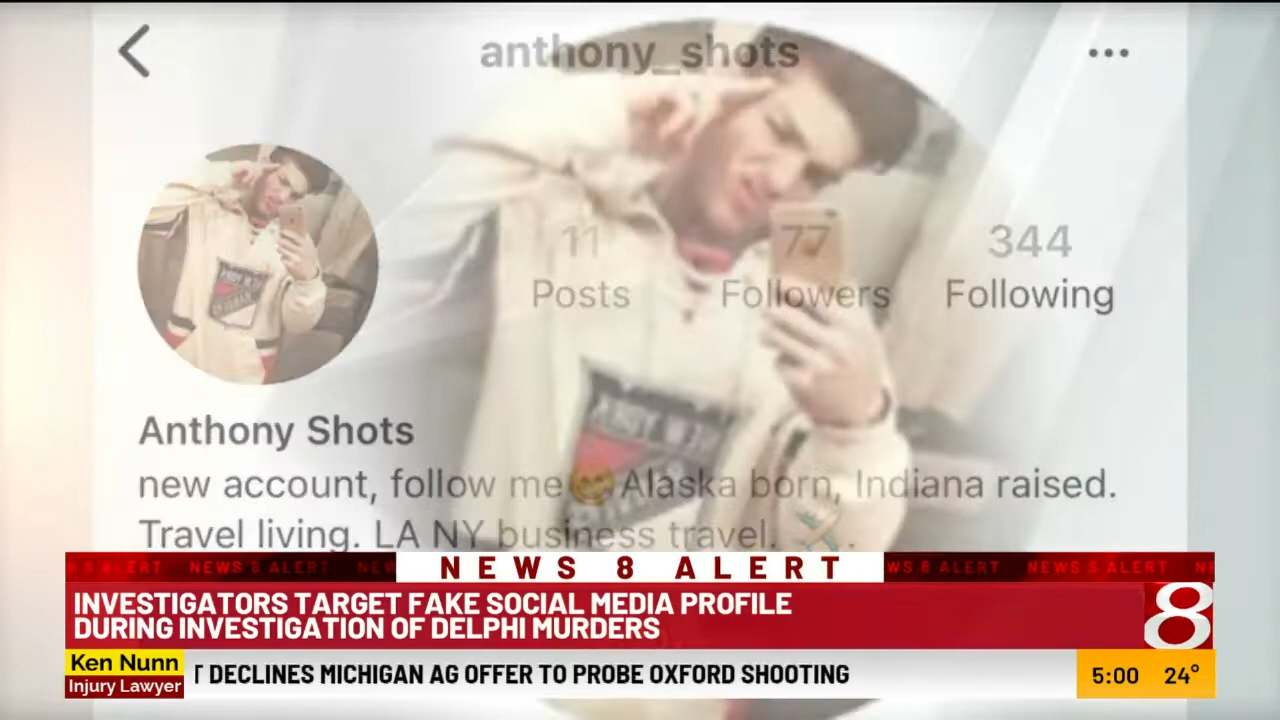 anthony_shots
11
77
344
Posts
Followers
Following
Anthony Shots
new account, follow me 😇 Alaska born, Indiana raised.
Travel living. LA NY business travel.
NEWS 8 ALERT
INVESTIGATORS TARGET FAKE SOCIAL MEDIA PROFILE
DURING INVESTIGATION OF DELPHI MURDERS
8
Ken Nunn
Injury Lawyer
T DECLINES MICHIGAN AG OFFER TO PROBE OXFORD SHOOTING
5:00 24°